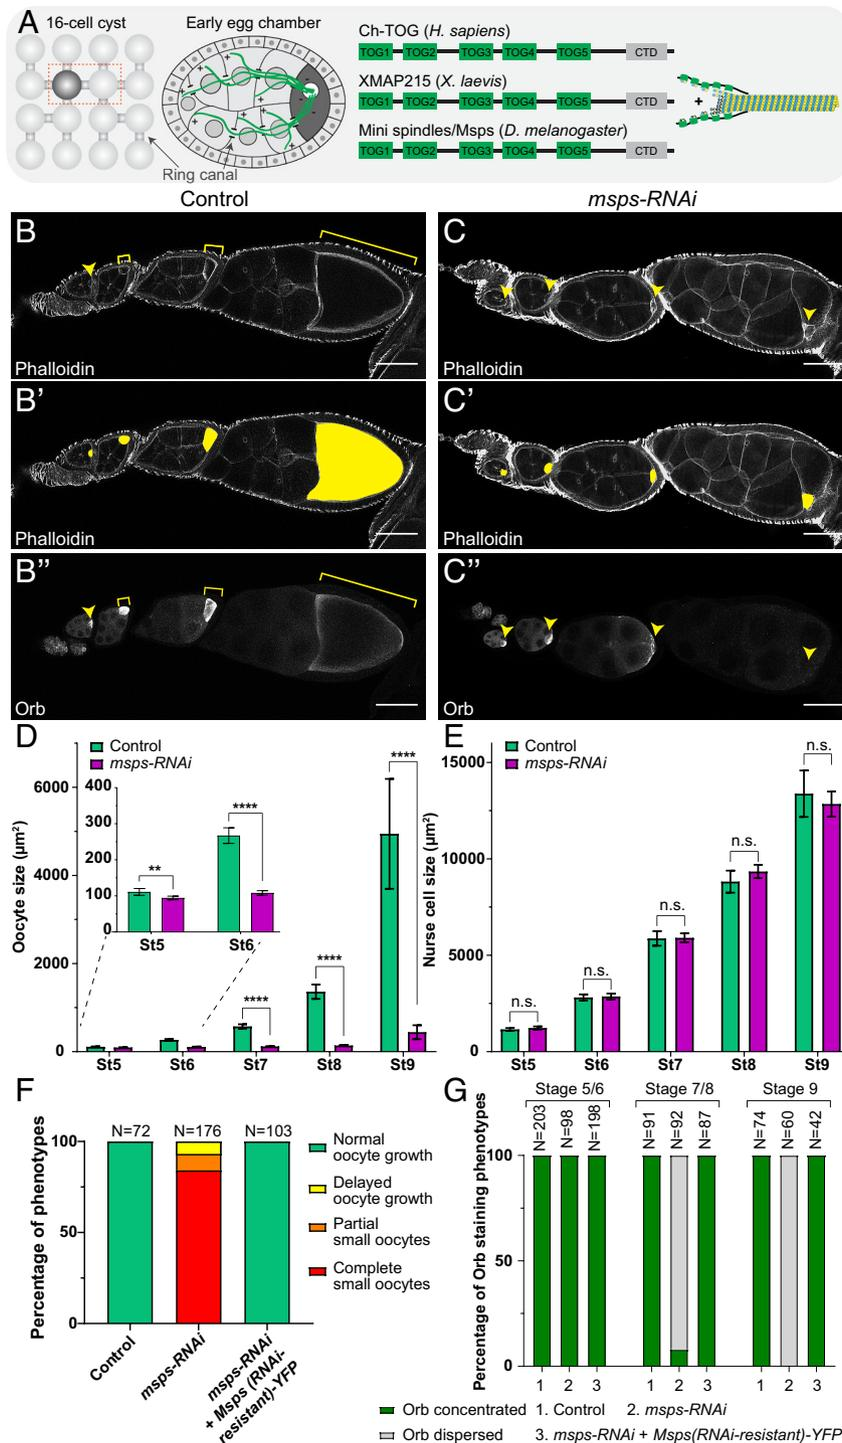 A
16-cell cyst
Early egg chamber
Ring canal
Ch-TOG (H. sapiens)
TOG1 TOG2 TOG3 TOG4 TOG5 CTD
XMAP215 (X. laevis)
TOG1 TOG2 TOG3 TOG4 TOG5 CTD
Mini spindles/Msps (D. melanogaster)
TOG1 TOG2 TOG3 TOG4 TOG5 CTD
+
Control
msps-RNAi
B
Phalloidin
C
Phalloidin
B'
Phalloidin
C'
Phalloidin
B''
Orb
C''
Orb
D
Control
msps-RNAi
Oocyte size (µm²)
6000
4000
2000
0
400
300
200
100
0
** ****
St5 St6
**** **** ****
St5 St6 St7 St8 St9
E
Control
msps-RNAi
Nurse cell size (µm²)
15000
10000
5000
0
n.s. n.s. n.s. n.s. n.s.
St5 St6 St7 St8 St9
F
Percentage of phenotypes
100
50
0
N=72 N=176 N=103
Control
msps-RNAi
msps-RNAi
+ Msps (RNAi-
resistant)-YFP
Normal
oocyte growth
Delayed
oocyte growth
Partial
small oocytes
Complete
small oocytes
G
Stage 5/6 Stage 7/8 Stage 9
N=203 N=98 N=198 N=91 N=92 N=87 N=74 N=60 N=42
Percentage of Orb staining phenotypes
100
50
0
1 2 3 1 2 3 1 2 3
Orb concentrated 1. Control 2. msps-RNAi
Orb dispersed 3. msps-RNAi + Msps(RNAi-resistant)-YFP